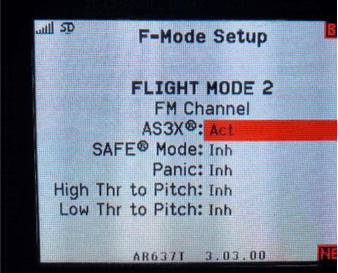 SD
F-Mode Setup
B
FLIGHT MODE 2
FM Channel
AS3X®: Act
SAFE® Mode: Inh
Panic: Inh
High Thr to Pitch: Inh
Low Thr to Pitch: Inh
AR637T 3.03.00
NE